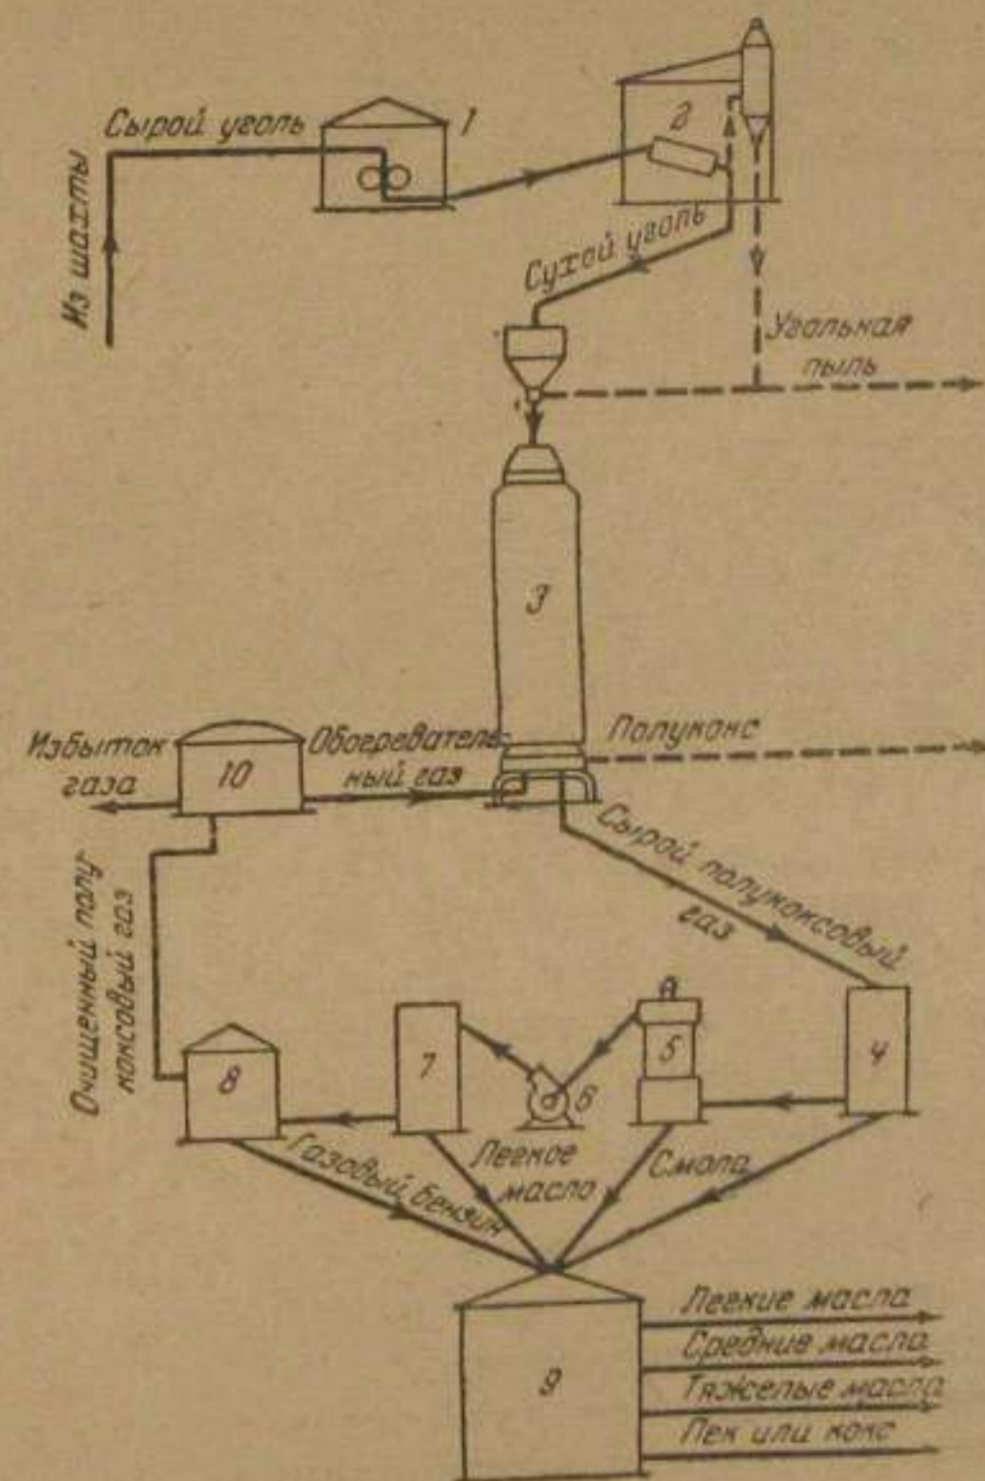 Сырой уголь
1
2
Из шахты
Сухой уголь
Угольная
пыль
3
Избыток
газа
10
Обогреватель-
ный газ
Полукокс
Сырой полукоксовый
газ
Очищенный полу
коксовый газ
8
7
6
5
4
Газовый бензин
Легкое
масло
Смола
9
Легкие масла
Средние масла
Тяжселые масла
Пек или кокс